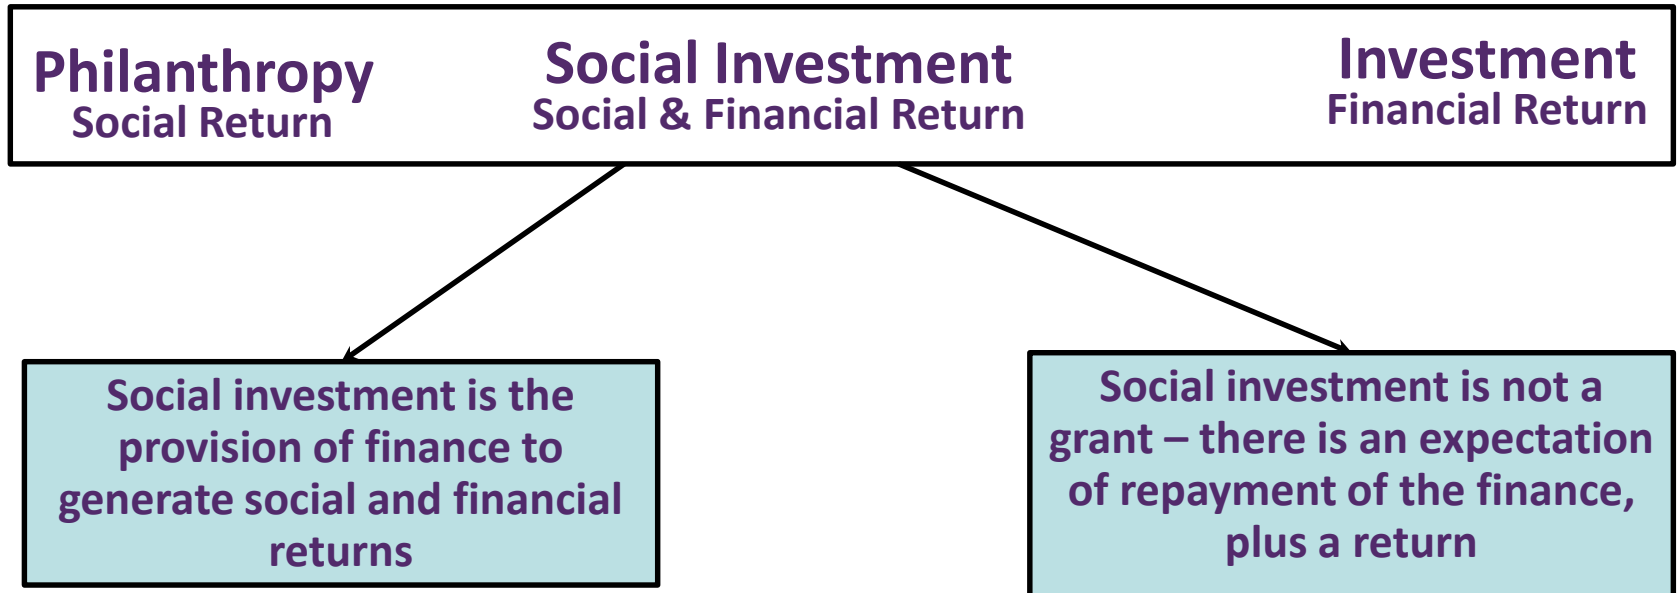 Philanthropy
Social Return
Social Investment
Social & Financial Return
Investment
Financial Return
Social investment is the
provision of finance to
generate social and financial
returns
Social investment is not a
grant – there is an expectation
of repayment of the finance,
plus a return